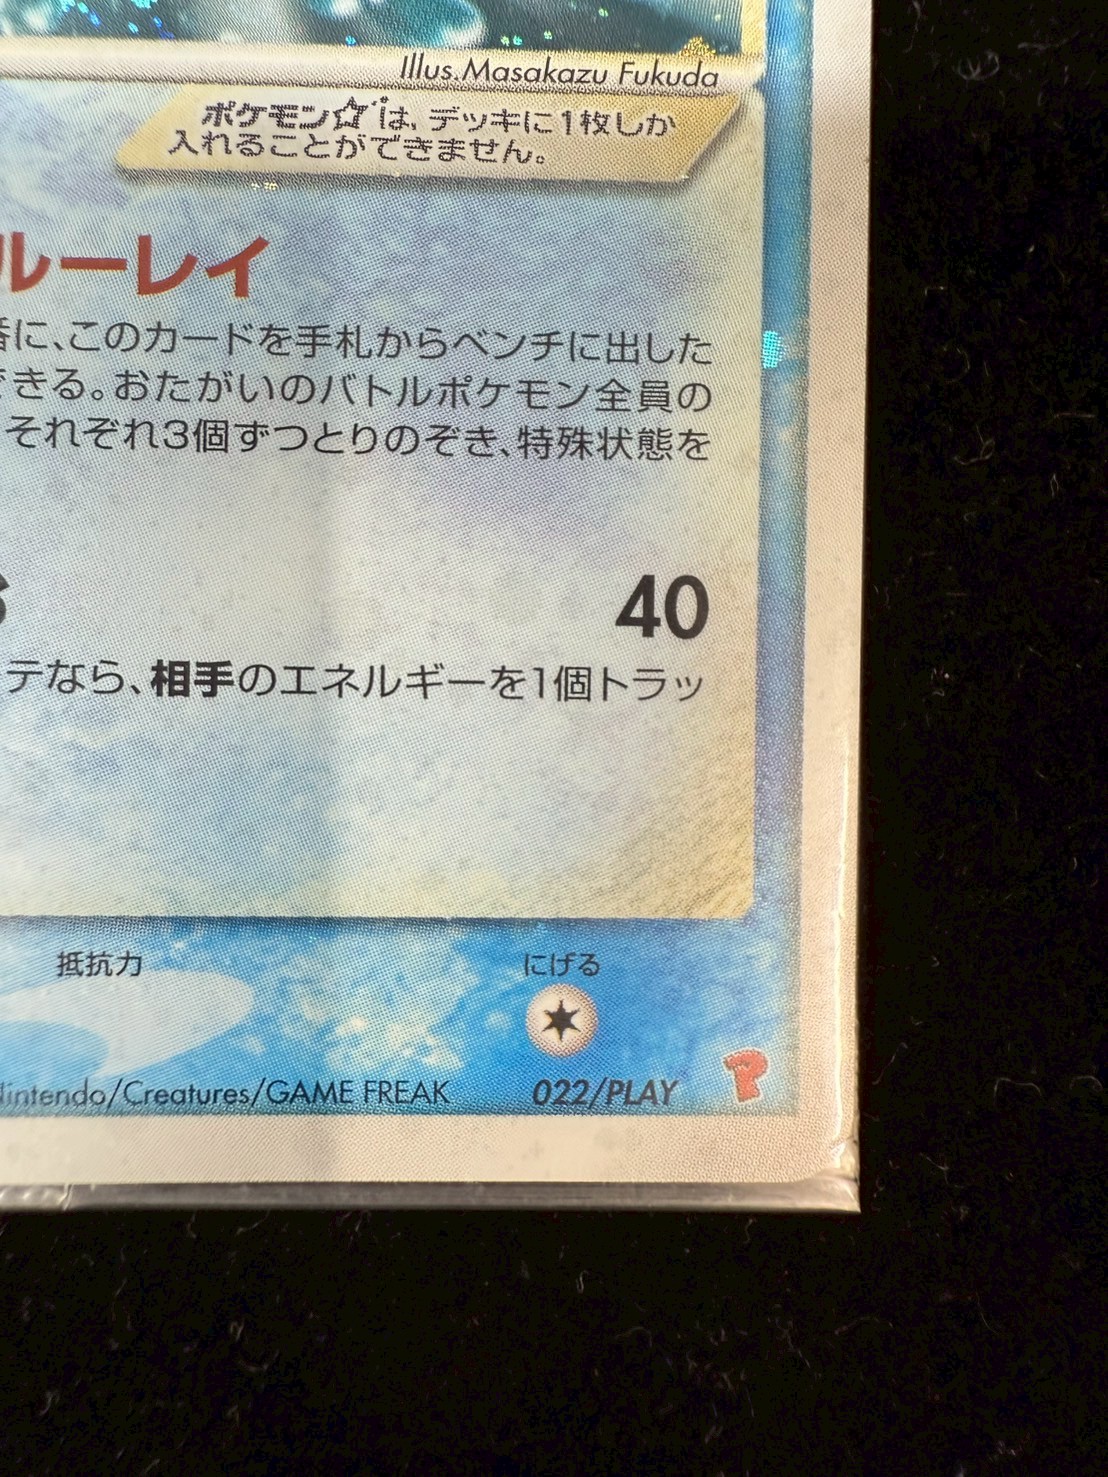 Illus.Masakazu Fukuda
ポケモン☆は、デッキに1枚しか
入れることができません。
ルーレイ
番に、このカードを手札からベンチに出した
できる。おたがいのバトルポケモン全員の
それぞれ3個ずつとりのぞき、特殊状態を
40
テなら、相手のエネルギーを1個トラッ
抵抗力 にげる
Nintendo/Creatures/GAME FREAK 022/PLAY P